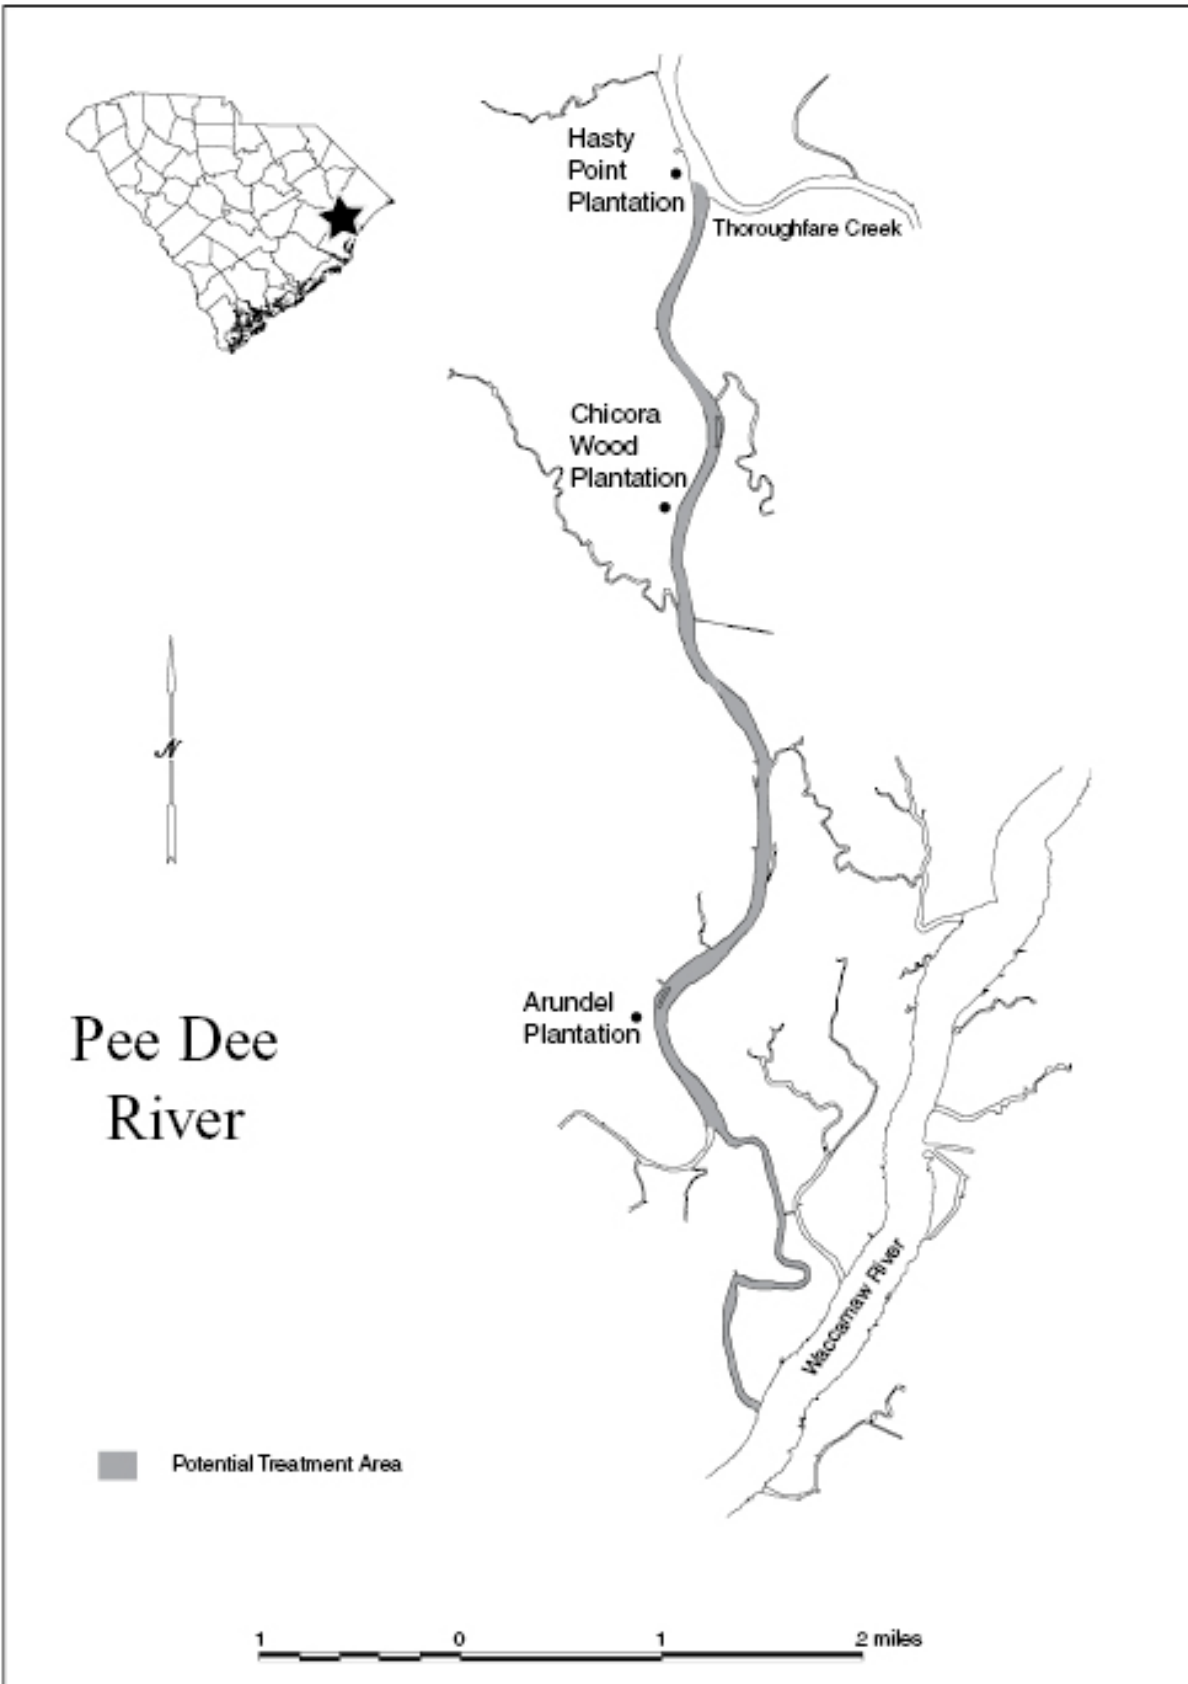 Hasty
Point
Plantation
Thoroughfare Creek
Chicora
Wood
Plantation
N
Arundel
Plantation
Pee Dee
River
Waccamaw River
Potential Treatment Area
1 0 1 2 miles